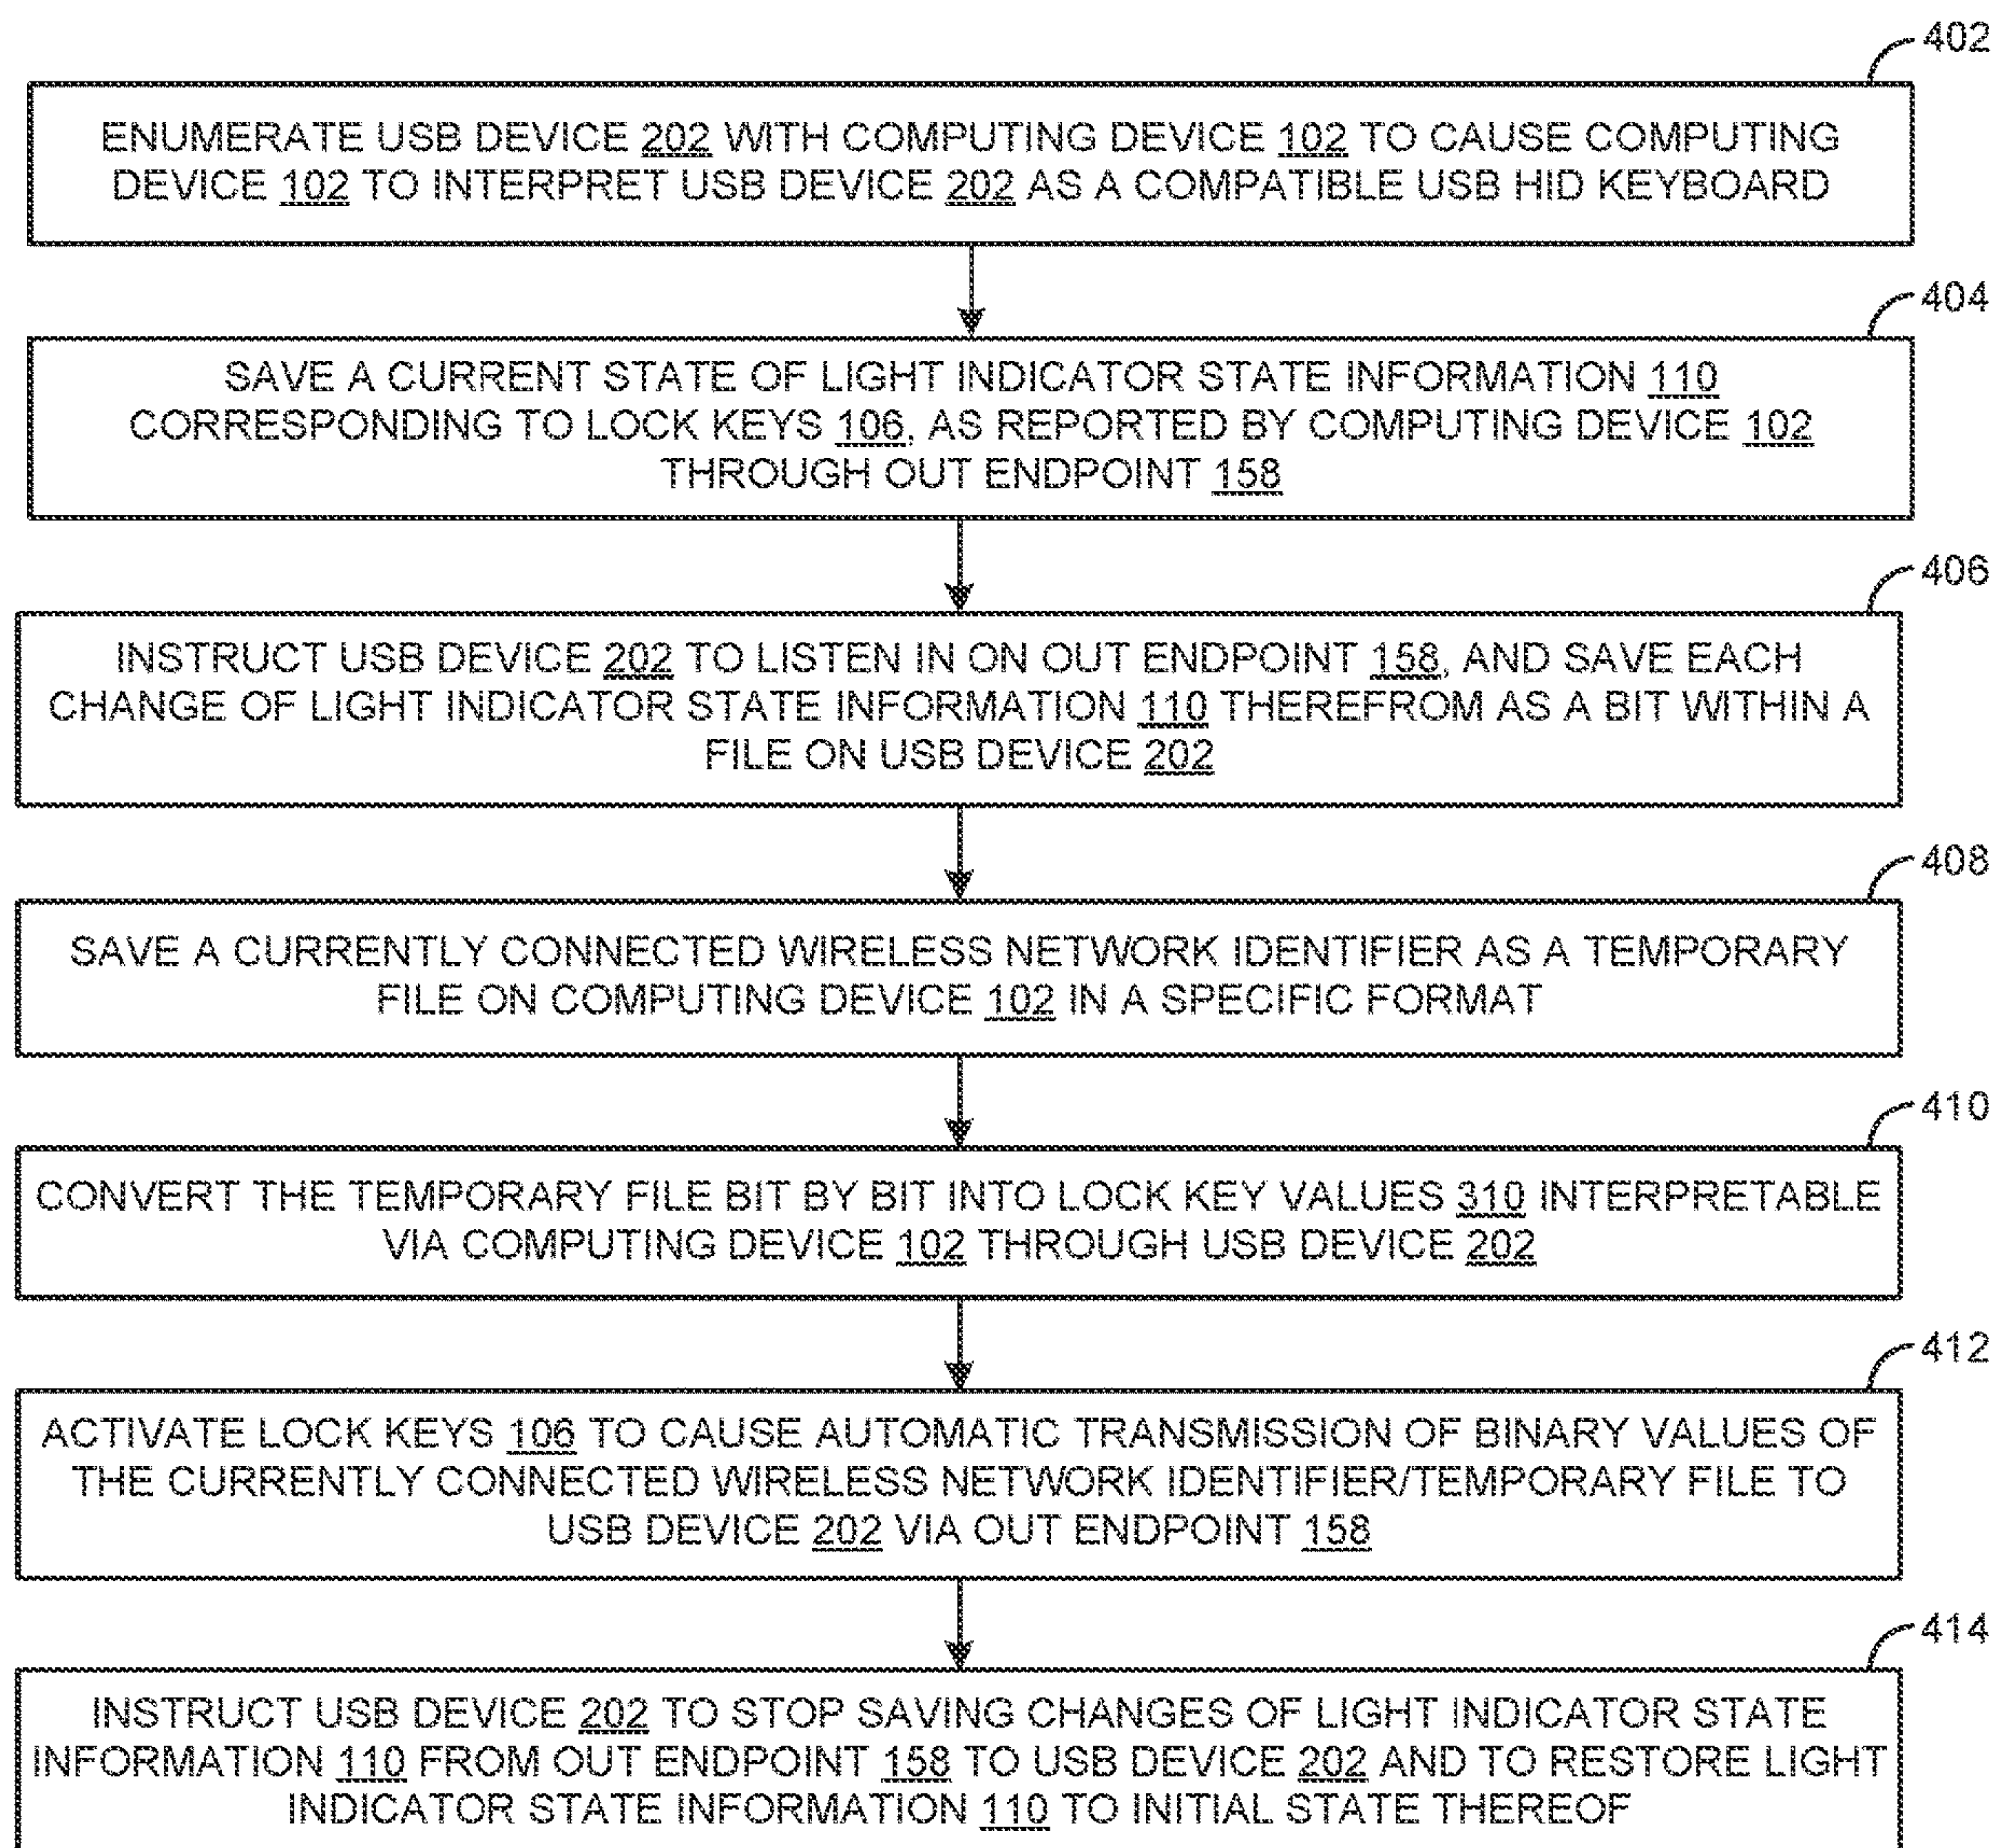 402
ENUMERATE USB DEVICE 202 WITH COMPUTING DEVICE 102 TO CAUSE COMPUTING
DEVICE 102 TO INTERPRET USB DEVICE 202 AS A COMPATIBLE USB HID KEYBOARD
404
SAVE A CURRENT STATE OF LIGHT INDICATOR STATE INFORMATION 110
CORRESPONDING TO LOCK KEYS 106, AS REPORTED BY COMPUTING DEVICE 102
THROUGH OUT ENDPOINT 158
406
INSTRUCT USB DEVICE 202 TO LISTEN IN ON OUT ENDPOINT 158, AND SAVE EACH
CHANGE OF LIGHT INDICATOR STATE INFORMATION 110 THEREFROM AS A BIT WITHIN A
FILE ON USB DEVICE 202
408
SAVE A CURRENTLY CONNECTED WIRELESS NETWORK IDENTIFIER AS A TEMPORARY
FILE ON COMPUTING DEVICE 102 IN A SPECIFIC FORMAT
410
CONVERT THE TEMPORARY FILE BIT BY BIT INTO LOCK KEY VALUES 310 INTERPRETABLE
VIA COMPUTING DEVICE 102 THROUGH USB DEVICE 202
412
ACTIVATE LOCK KEYS 106 TO CAUSE AUTOMATIC TRANSMISSION OF BINARY VALUES OF
THE CURRENTLY CONNECTED WIRELESS NETWORK IDENTIFIER/TEMPORARY FILE TO
USB DEVICE 202 VIA OUT ENDPOINT 158
414
INSTRUCT USB DEVICE 202 TO STOP SAVING CHANGES OF LIGHT INDICATOR STATE
INFORMATION 110 FROM OUT ENDPOINT 158 TO USB DEVICE 202 AND TO RESTORE LIGHT
INDICATOR STATE INFORMATION 110 TO INITIAL STATE THEREOF